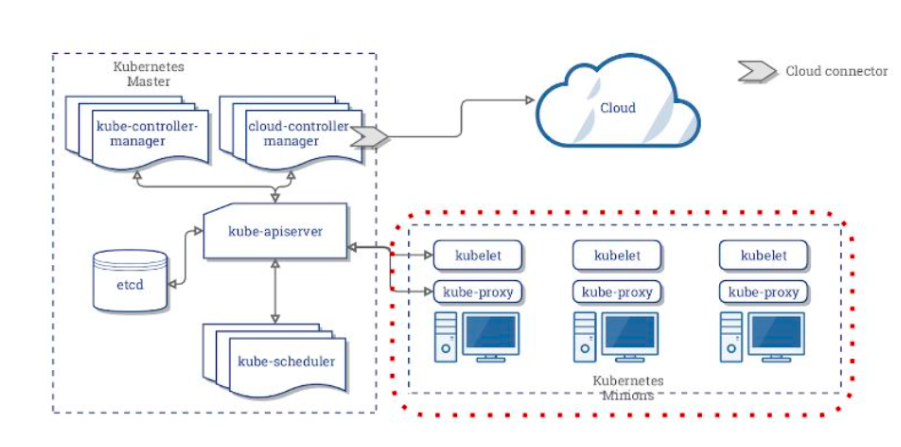 Kubernetes
Master
kube-controller-
manager
cloud-controller
manager
Cloud
Cloud connector
kube-apiserver
etcd
kube-scheduler
kubelet
kubelet
kubelet
kube-proxy
kube-proxy
kube-proxy
Kubernetes
Minions